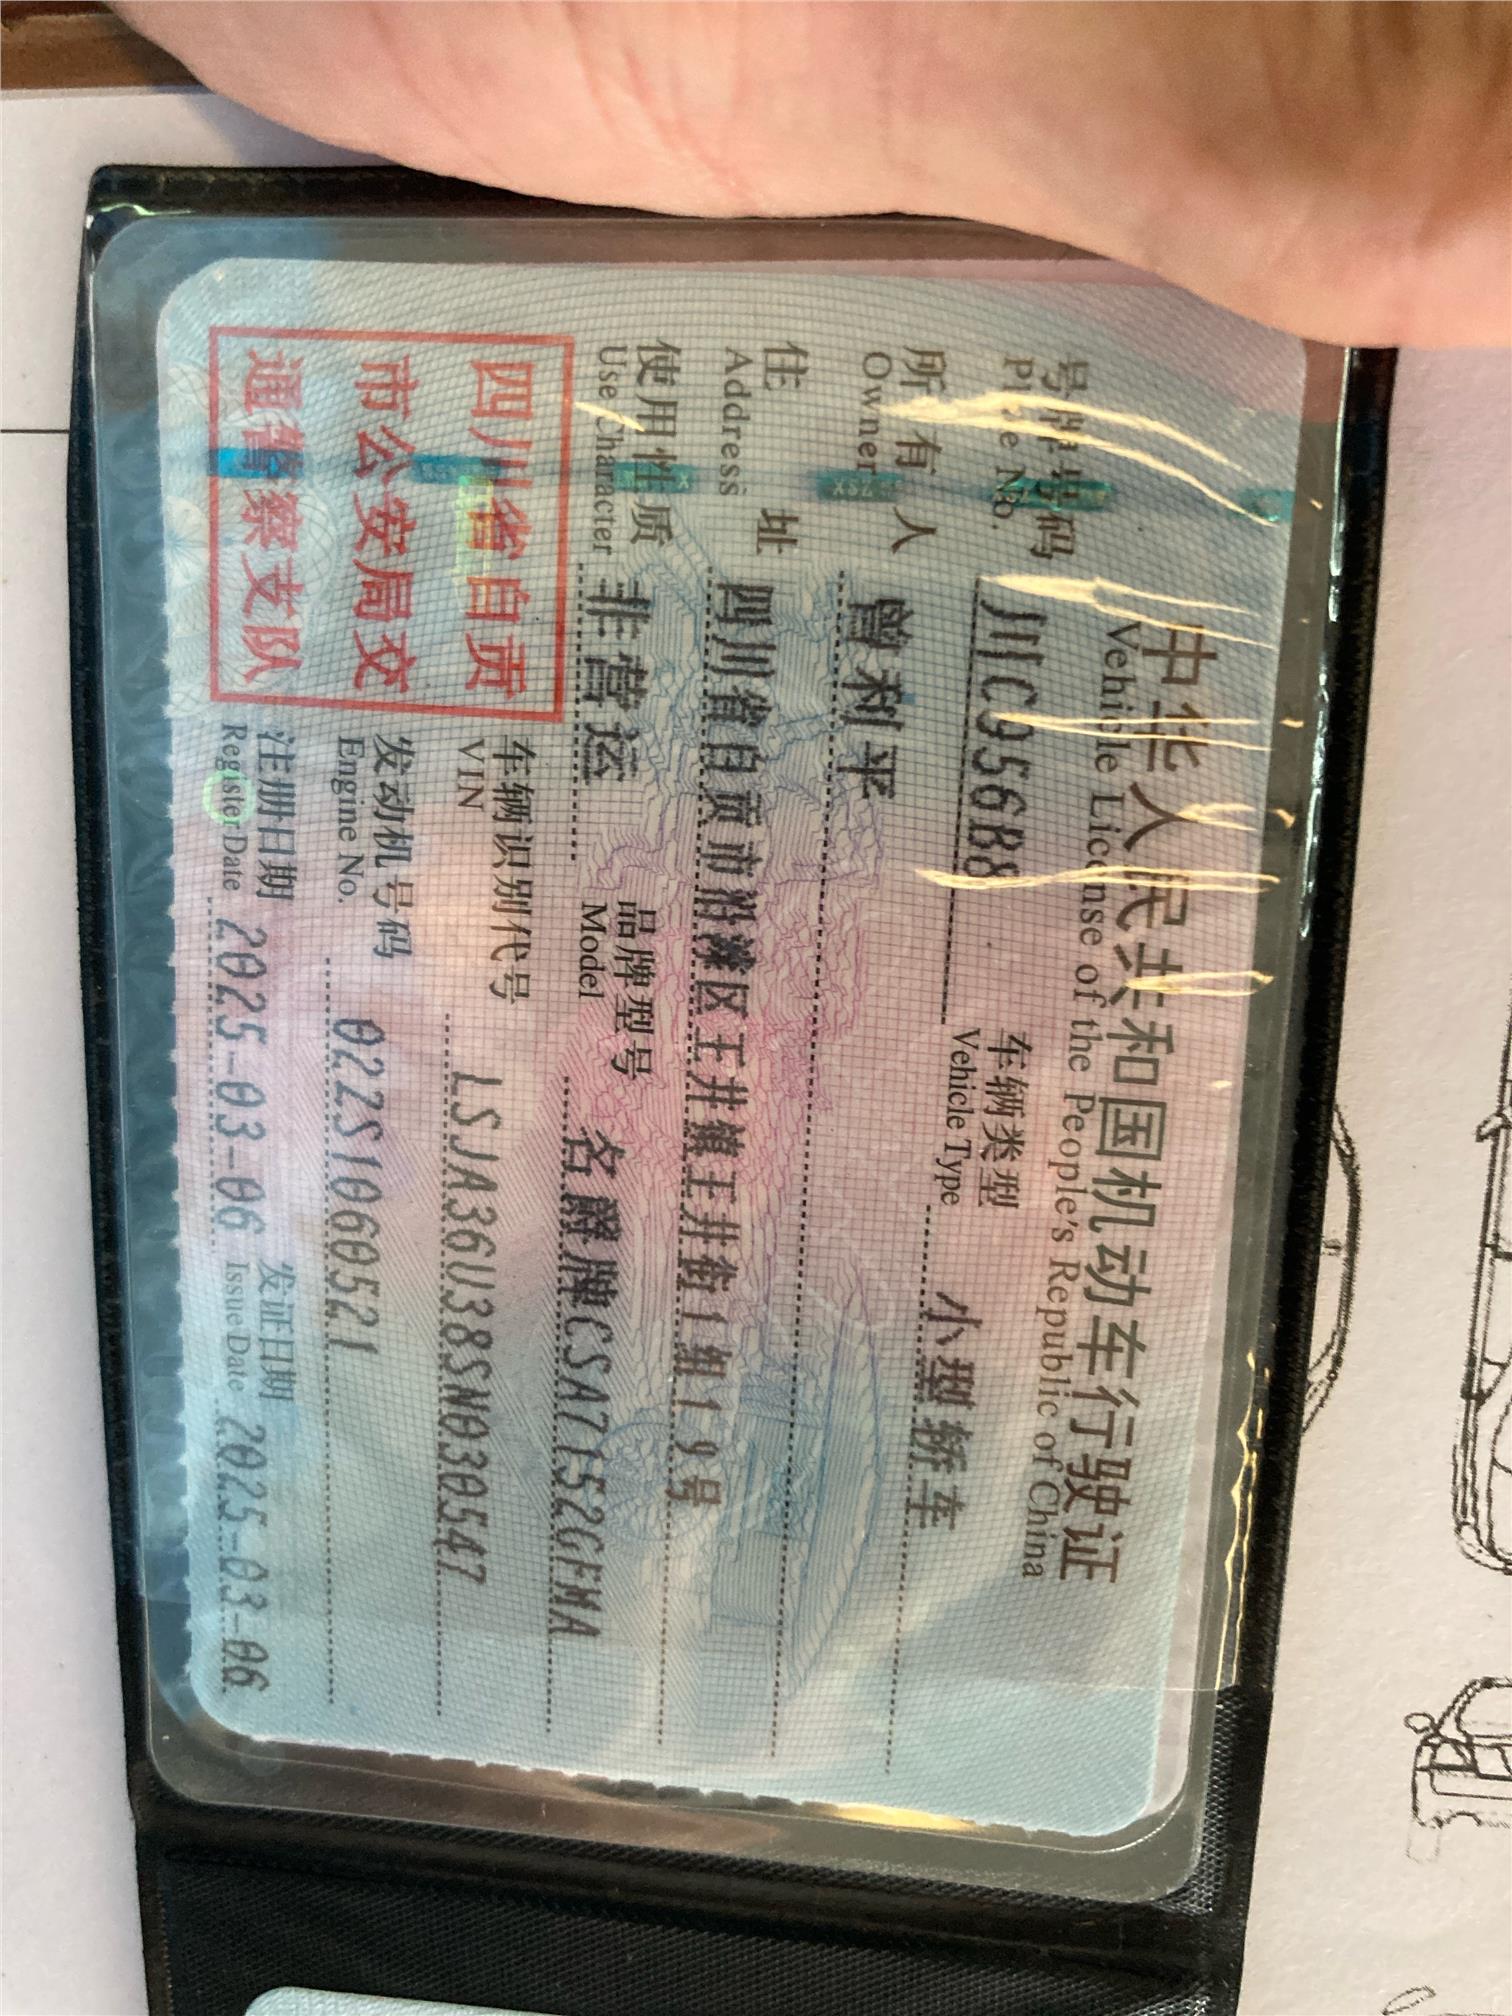 中华人民共和国机动车行驶证
Vehicle License of the People's Republic of China
号牌号码 川C956B8 车辆类型 小型轿车
Plate No. Vehicle Type
所有人 曾利平
Owner
住址 四川省自贡市沿滩区王井镇王井街1组19号
Address
使用性质 非营运 品牌型号 名爵牌CSA7152GFMA
Use Character Model
四川省自贡
市公安局交
通警察支队
车辆识别代号 LSJA36U38SN030547
VIN
发动机号码 022S1060521
Engine No.
注册日期 2025-03-06 发证日期 2025-03-06
Register Date Issue Date